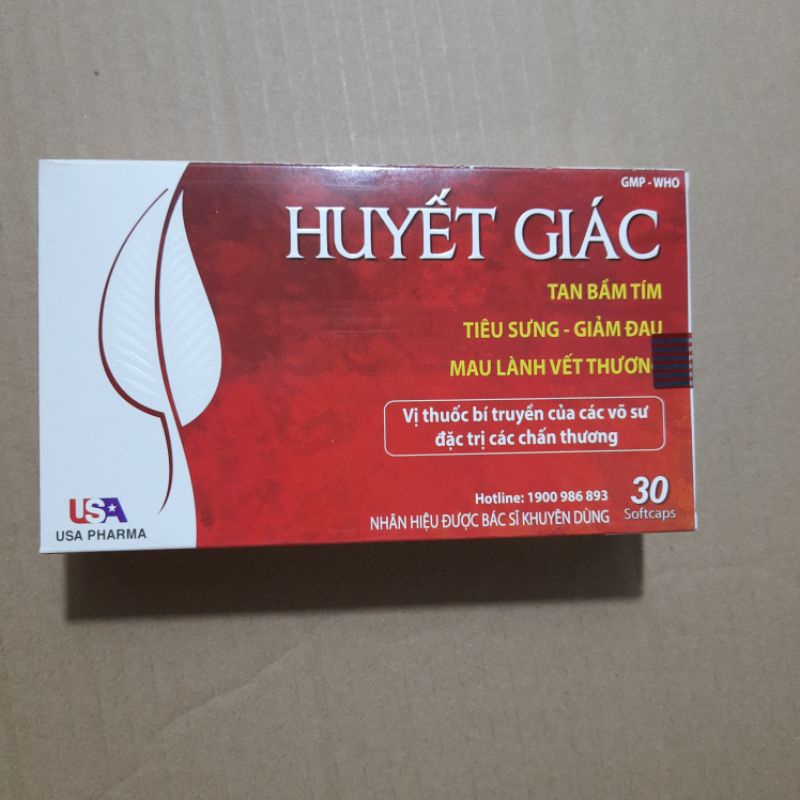 GMP - WHO
HUYẾT GIÁC
TAN BẦM TÍM
TIÊU SƯNG - GIẢM ĐAU
MAU LÀNH VẾT THƯƠNG
Vị thuốc bí truyền của các võ sư
đặc trị các chấn thương
Hotline: 1900 986 893
NHÃN HIỆU ĐƯỢC BÁC SĨ KHUYÊN DÙNG
30
Softcaps
USA
USA PHARMA